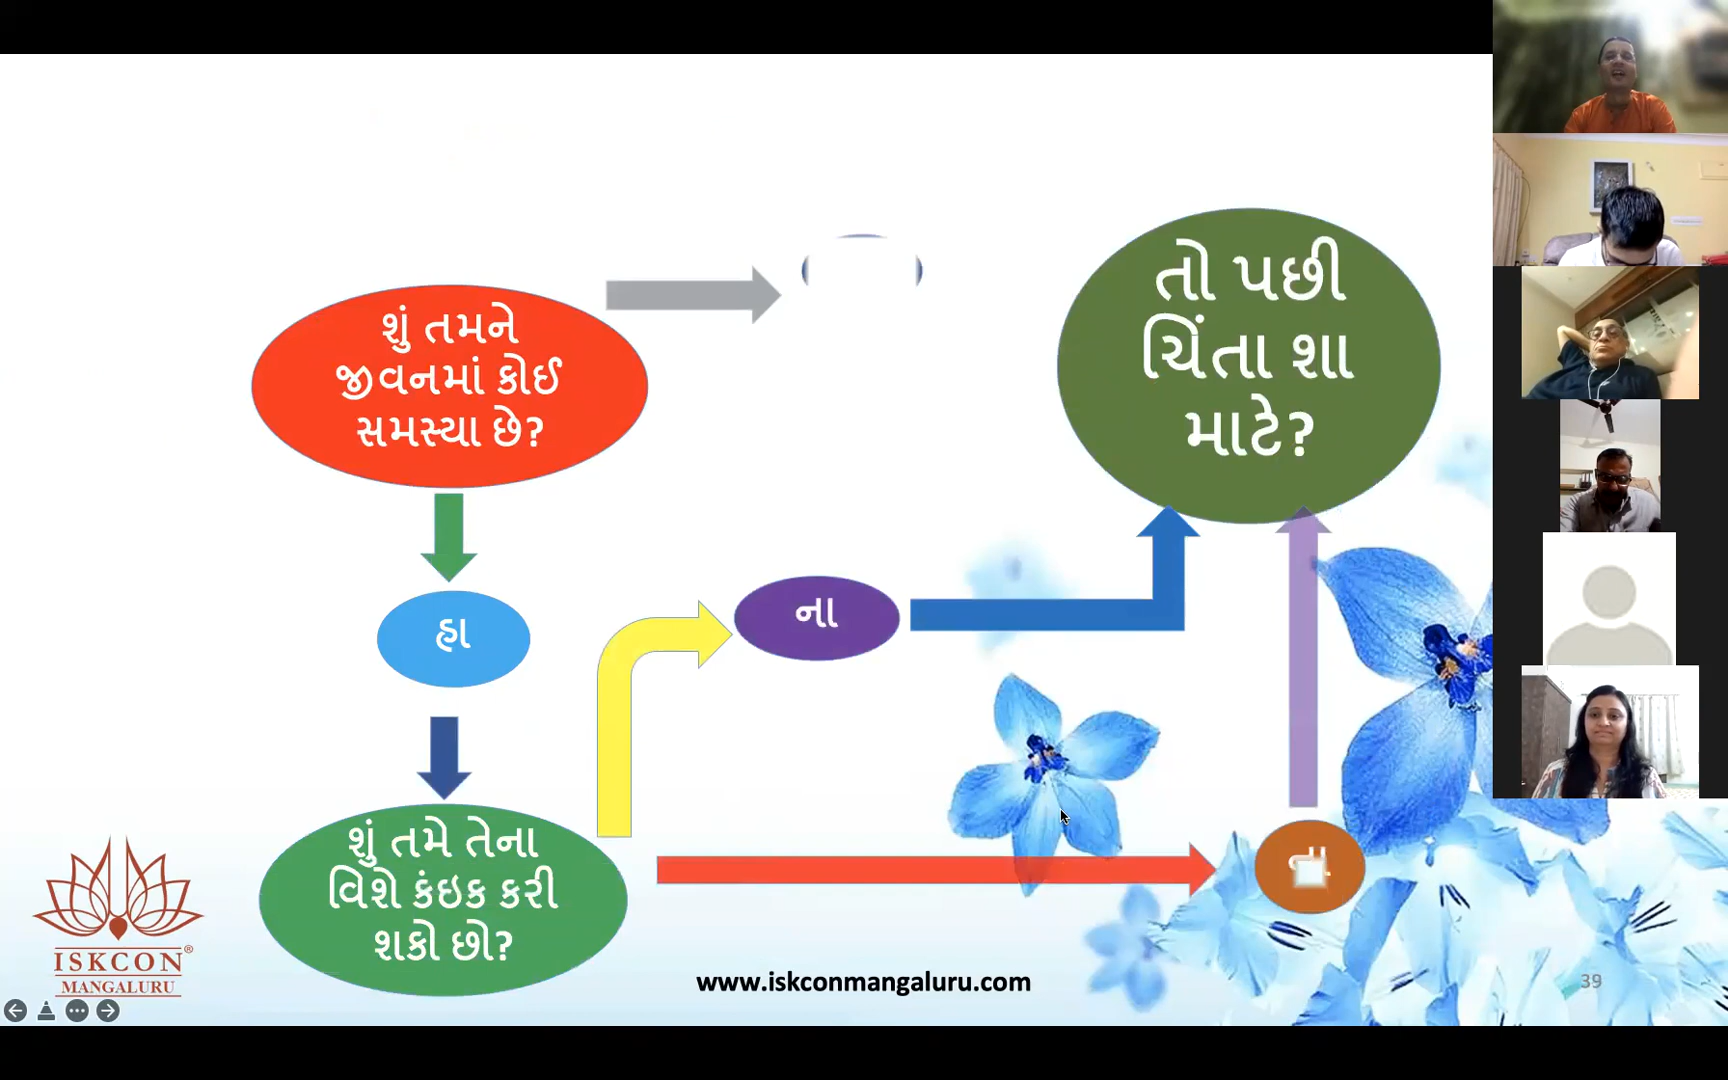 શું તમને
જીવનમાં કોઈ
સમસ્યા છે?
તો પછી
ચિંતા શા
માટે?
હા
ના
શું તમે તેના
વિશે કંઇક કરી
શકો છો?
ISKCON®
MANGALURU
www.iskconmangaluru.com
39